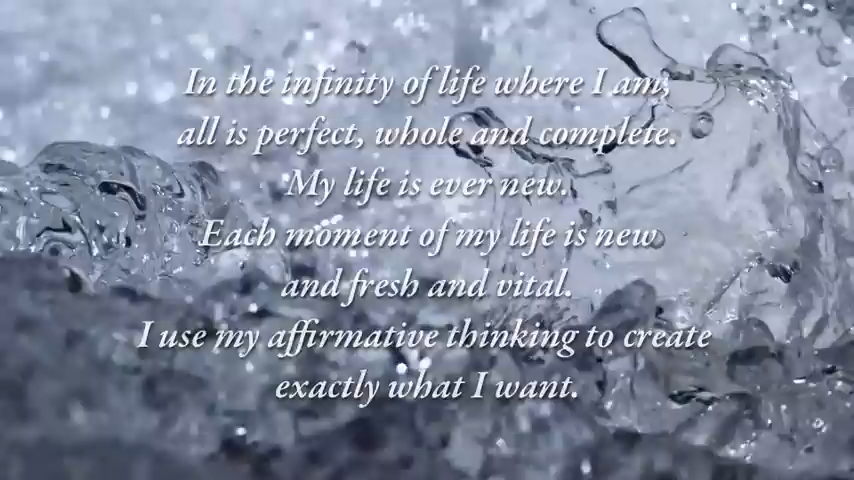 In the infinity of life where I am,
all is perfect, whole and complete.
My life is ever new.
Each moment of my life is new
and fresh and vital.
I use my affirmative thinking to create
exactly what I want.